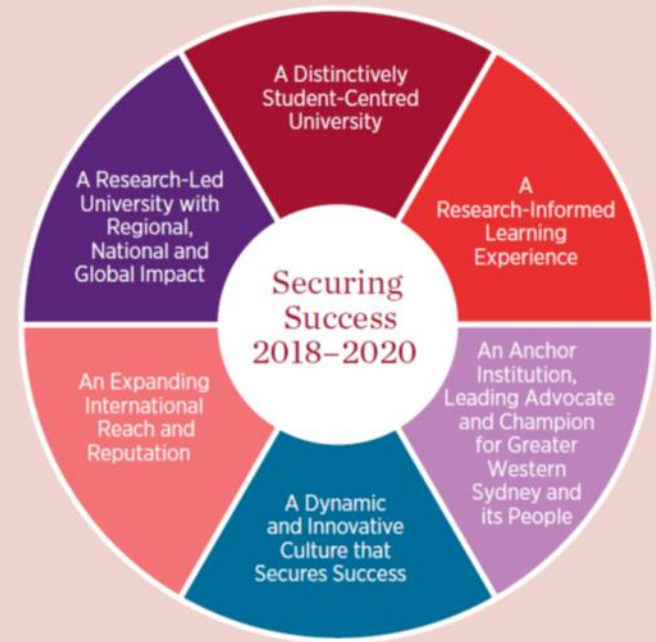 A Distinctively
Student-Centred
University
A
Research-Informed
Learning
Experience
An Anchor
Institution,
Leading Advocate
and Champion
for Greater
Western
Sydney and
its People
A Dynamic
and Innovative
Culture that
Secures Success
An Expanding
International
Reach and
Reputation
A Research-Led
University with
Regional,
National and
Global Impact
Securing
Success
2018–2020